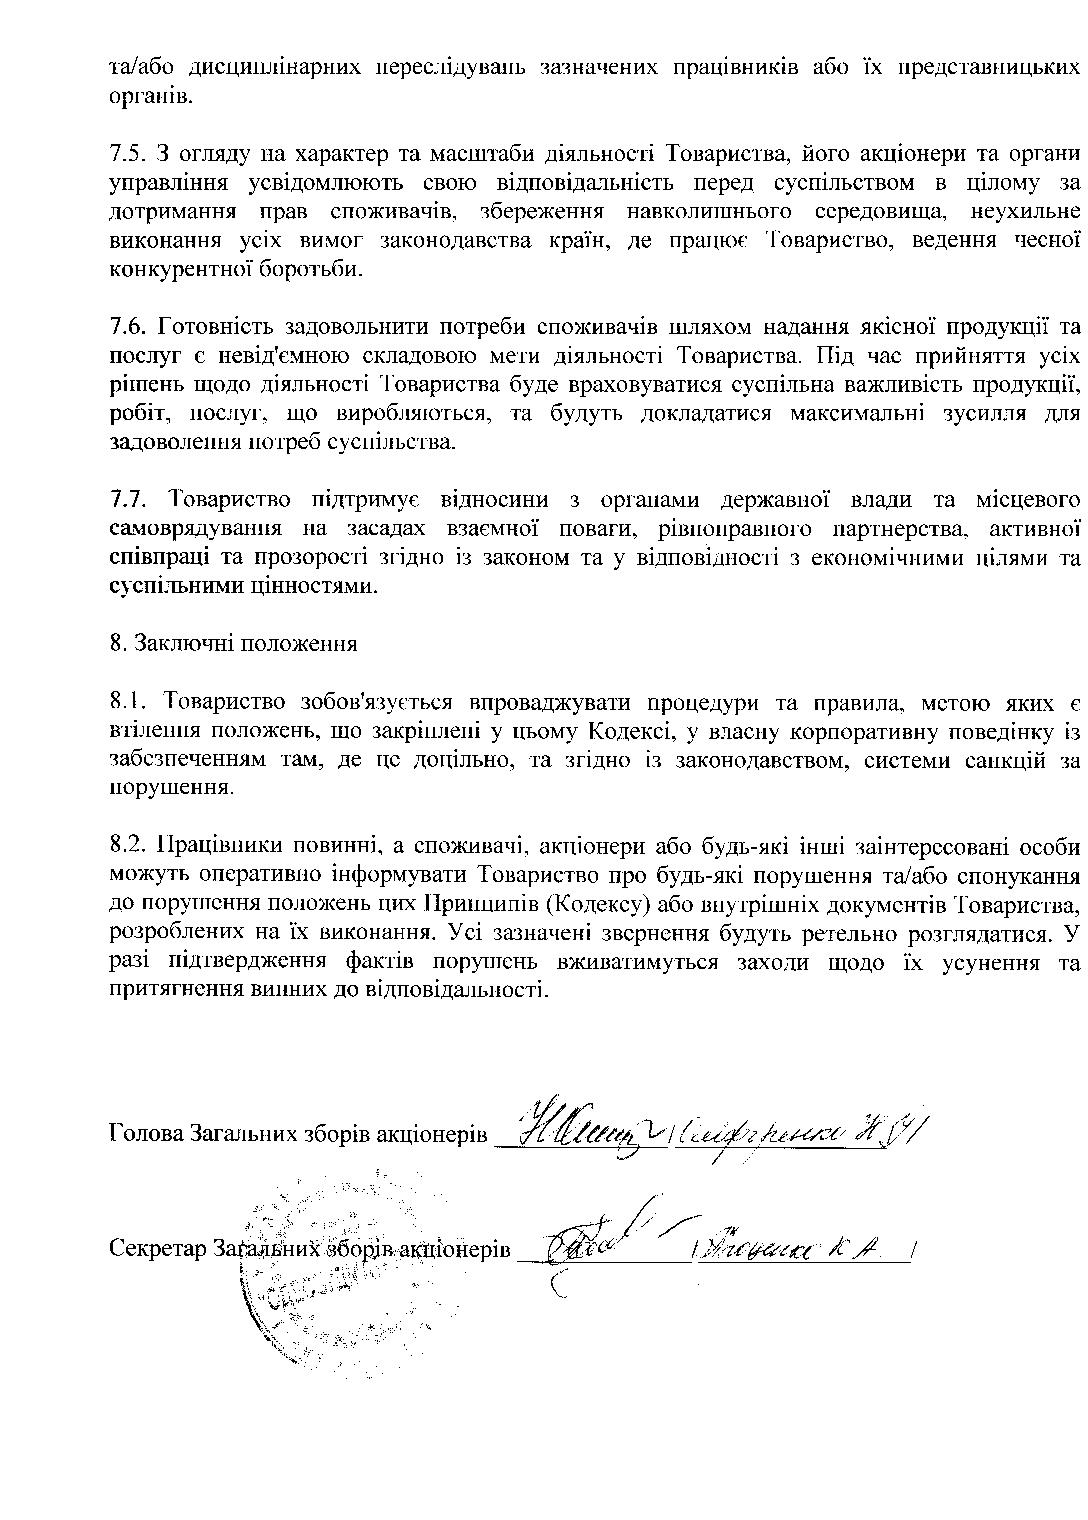 та/або дисциплінарних переслідувань зазначених працівників або їх представницьких
органів.
7.5. З огляду на характер та масштаби діяльності Товариства, його акціонери та органи
управління усвідомлюють свою відповідальність перед суспільством в цілому за
дотримання прав споживачів, збереження навколишнього середовища, неухильне
виконання усіх вимог законодавства країн, де працює Товариство, ведення чесної
конкурентної боротьби.
7.6. Готовність задовольнити потреби споживачів шляхом надання якісної продукції та
послуг є невід'ємною складовою мети діяльності Товариства. Під час прийняття усіх
рішень щодо діяльності Товариства буде враховуватися суспільна важливість продукції,
робіт, послуг, що виробляються, та будуть докладатися максимальні зусилля для
задоволення потреб суспільства.
7.7. Товариство підтримує відносини з органами державної влади та місцевого
самоврядування на засадах взаємної поваги, рівноправного партнерства, активної
співпраці та прозорості згідно із законом та у відповідності з економічними цілями та
суспільними цінностями.
8. Заключні положення
8.1. Товариство зобов'язується впроваджувати процедури та правила, метою яких є
втілення положень, що закріплені у цьому Кодексі, у власну корпоративну поведінку із
забезпеченням там, де це доцільно, та згідно із законодавством, системи санкцій за
порушення.
8.2. Працівники повинні, а споживачі, акціонери або будь-які інші заінтересовані особи
можуть оперативно інформувати Товариство про будь-які порушення та/або спонукання
до порушення положень цих Принципів (Кодексу) або внутрішніх документів Товариства,
розроблених на їх виконання. Усі зазначені звернення будуть ретельно розглядатися. У
разі підтвердження фактів порушень вживатимуться заходи щодо їх усунення та
притягнення винних до відповідальності.
Голова Загальних зборів акціонерів
Секретар Загальних зборів акціонерів К А